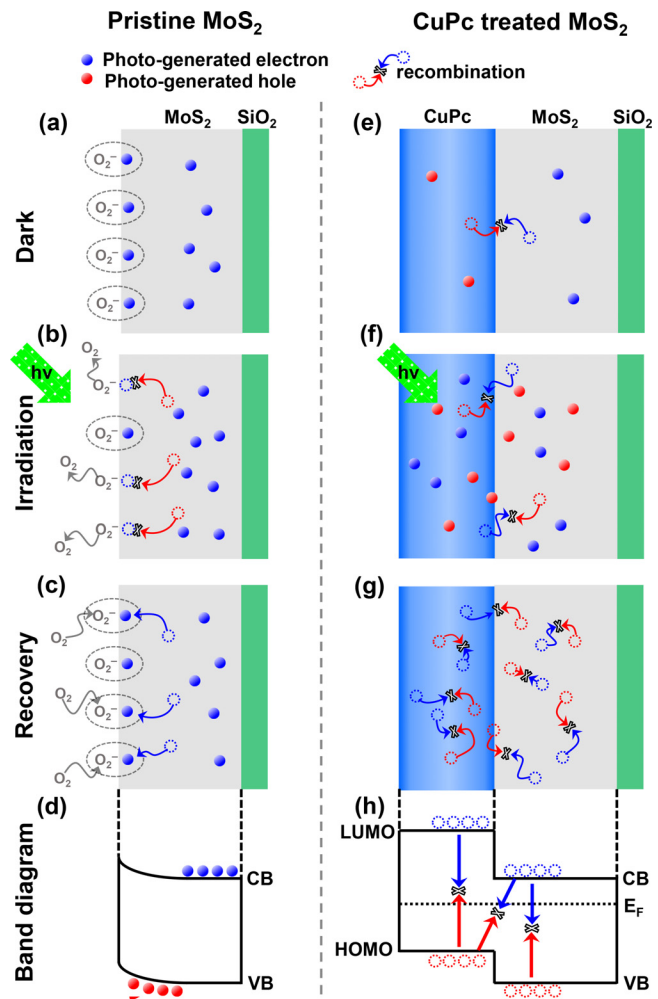 Pristine MoS₂
CuPc treated MoS₂
Photo-generated electron
Photo-generated hole
recombination
Dark
(a)
MoS₂
SiO₂
O₂⁻
O₂⁻
O₂⁻
O₂⁻
(e)
CuPc
MoS₂
SiO₂
Irradiation
(b)
hv
O₂
O₂⁻
O₂⁻
O₂
O₂⁻
O₂
O₂⁻
(f)
hv
Recovery
(c)
O₂
O₂⁻
O₂⁻
O₂
O₂⁻
O₂
O₂⁻
(g)
Band diagram
(d)
CB
VB
(h)
LUMO
CB
E_F
HOMO
VB